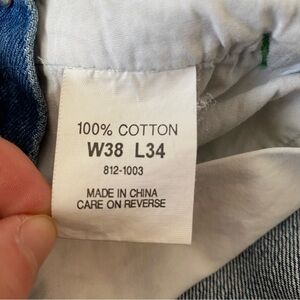 100% COTTON
W38 L34
812-1003
MADE IN CHINA
CARE ON REVERSE